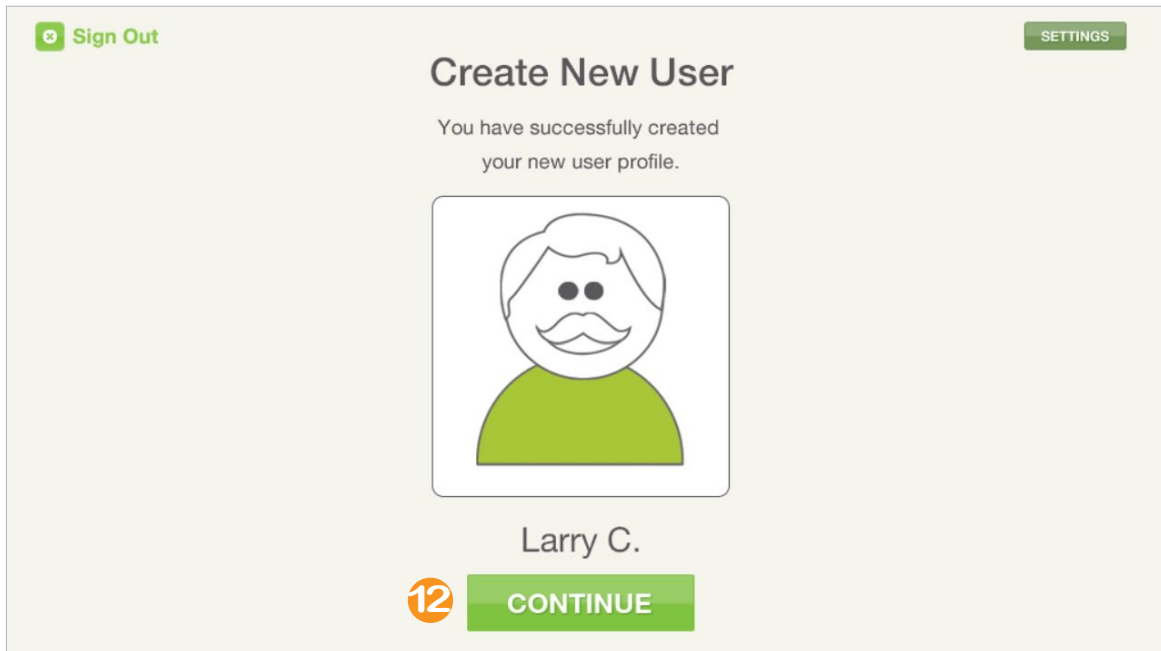 Sign Out
SETTINGS
Create New User
You have successfully created
your new user profile.
Larry C.
12
CONTINUE